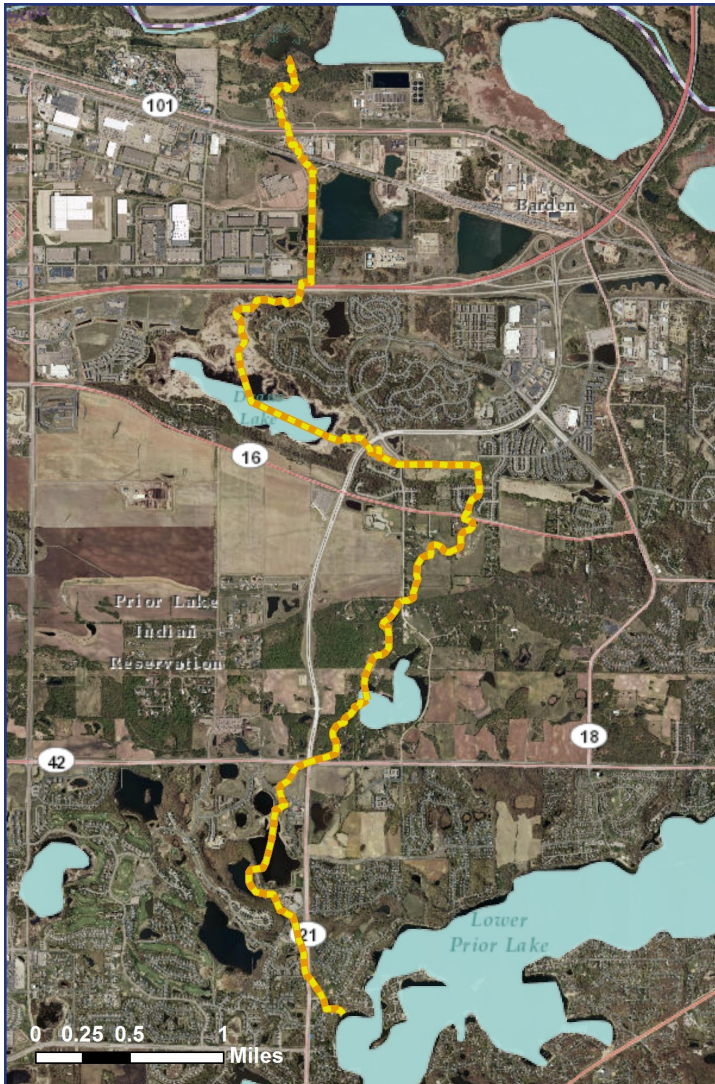 101
Barden
Lake
16
Prior Lake
Indian
Reservation
18
42
Lower
Prior Lake
21
0 0.25 0.5 1
Miles